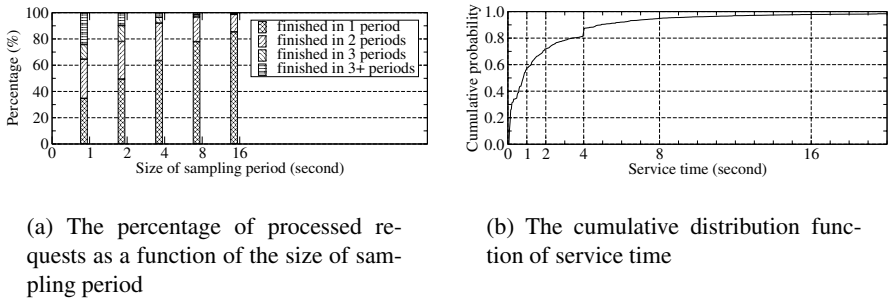 100
80
60
40
20
0
Percentage (%)
finished in 1 period
finished in 2 periods
finished in 3 periods
finished in 3+ periods
0 1 2 4 8 16
Size of sampling period (second)
1.0
0.8
0.6
0.4
0.2
0.0
Cumulative probability
0 1 2 4 8 16
Service time (second)
(a) The percentage of processed re-
quests as a function of the size of sam-
pling period
(b) The cumulative distribution func-
tion of service time